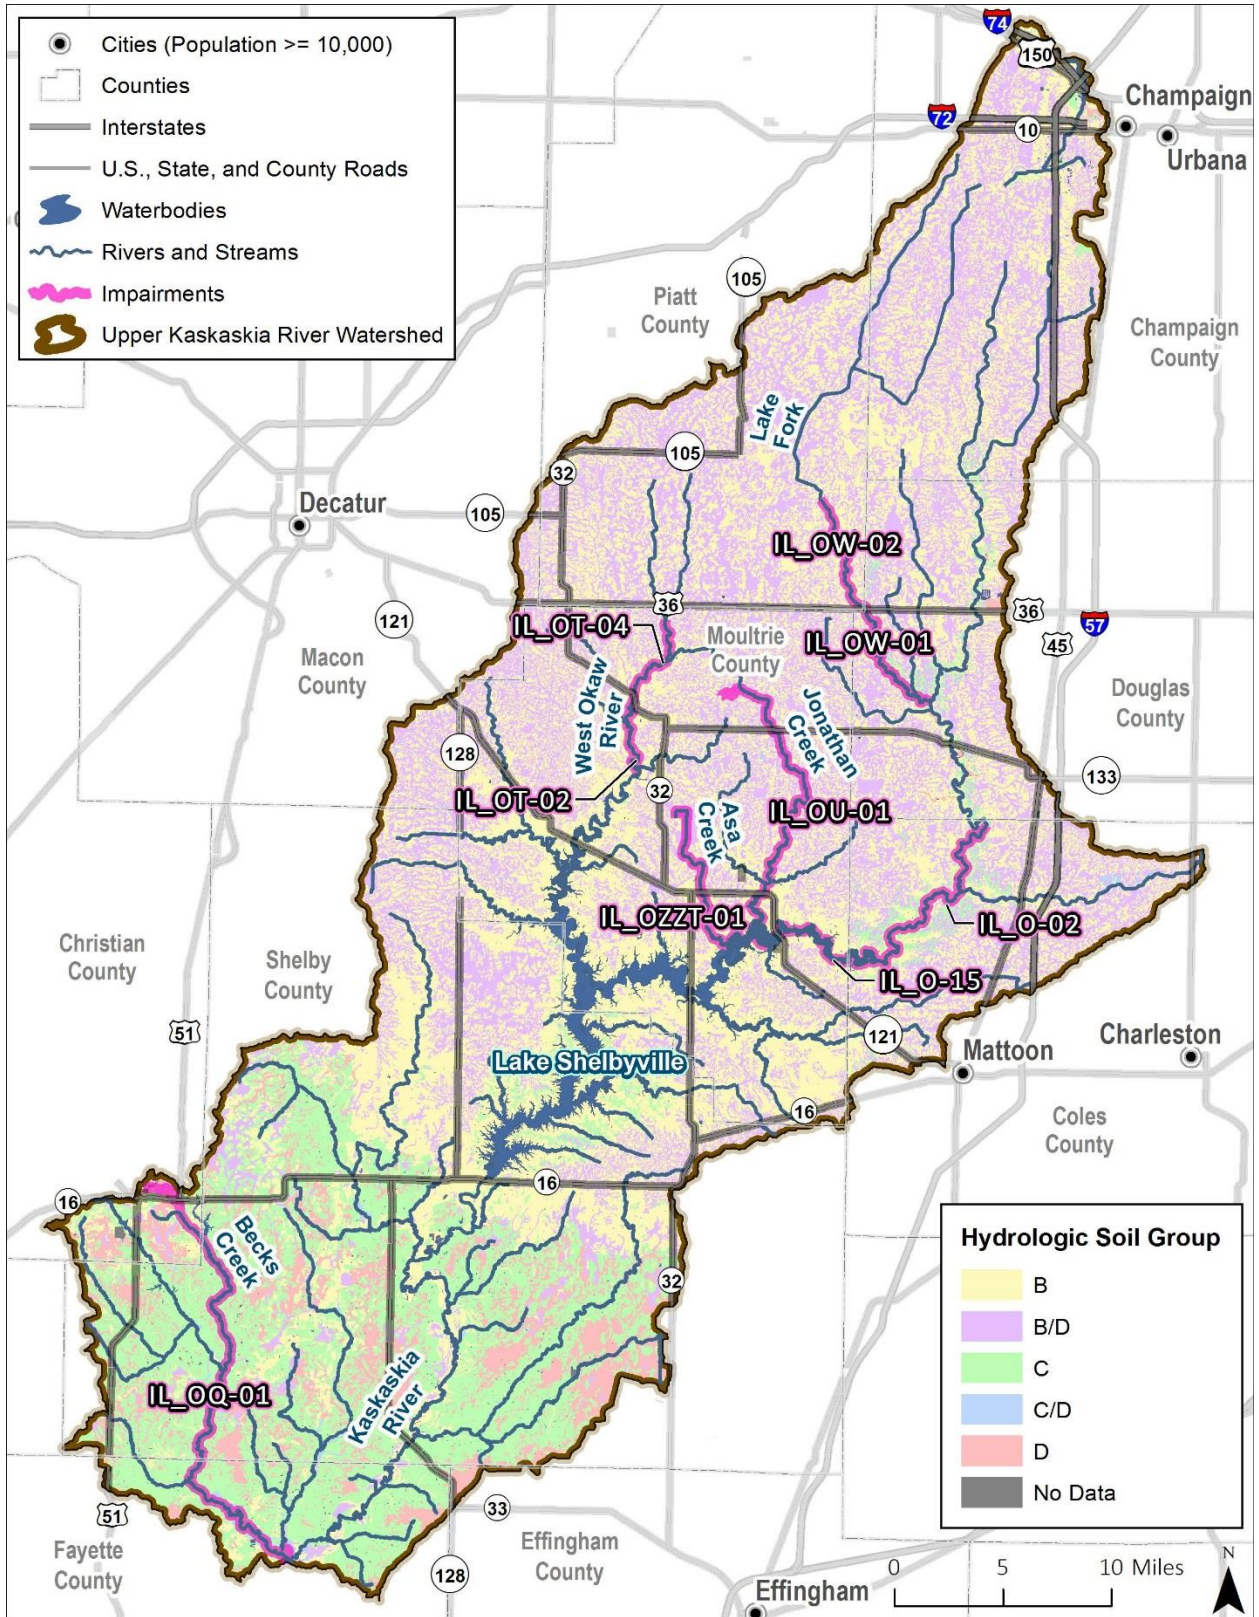 Cities (Population >= 10,000)
Counties
Interstates
U.S., State, and County Roads
Waterbodies
Rivers and Streams
Impairments
Upper Kaskaskia River Watershed
74
150
Champaign
72
10
Urbana
105
Piatt
County
Champaign
County
Lake
Fork
105
32
Decatur
105
IL_OW-02
36
36
121
IL_OT-04
Moultrie
County
IL_OW-01
45
57
Macon
County
West Okaw
River
Jonathan
Creek
Douglas
County
128
133
32
IL_OT-02
Asa
Creek
IL_OU-01
IL_OZZT-01
IL_O-02
Christian
County
Shelby
County
IL_O-15
51
121
Charleston
Mattoon
Lake Shelbyville
16
Coles
County
16
16
Becks
Creek
32
Kaskaskia
River
IL_OQ-01
51
33
Fayette
County
128
Effingham
County
Effingham
Hydrologic Soil Group
B
B/D
C
C/D
D
No Data
0 5 10 Miles
N